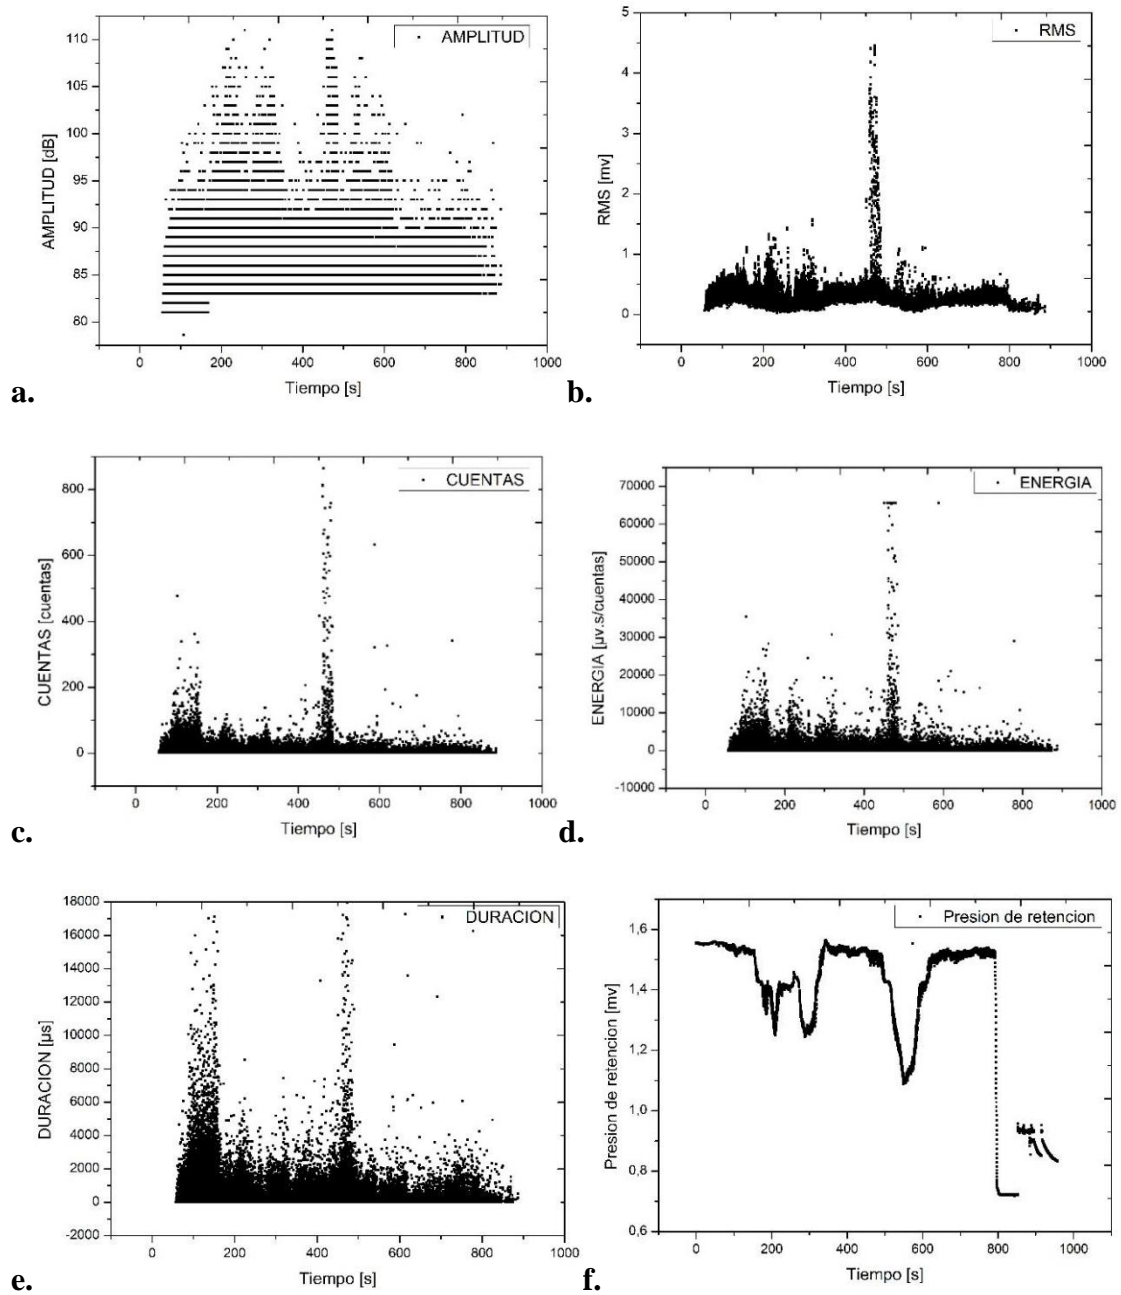 AMPLITUD
110
105
100
95
90
85
80
AMPLITUD [dB]
0 200 400 600 800 1000
Tiempo [s]
a.
RMS
5
4
3
2
1
0
RMS [mv]
0 200 400 600 800 1000
Tiempo [s]
b.
CUENTAS
800
600
400
200
0
CUENTAS [cuentas]
0 200 400 600 800 1000
Tiempo [s]
c.
ENERGIA
70000
60000
50000
40000
30000
20000
10000
0
-10000
ENERGIA [µv.s/cuentas]
0 200 400 600 800 1000
Tiempo [s]
d.
DURACION
18000
16000
14000
12000
10000
8000
6000
4000
2000
0
-2000
DURACION [µs]
0 200 400 600 800 1000
Tiempo [s]
e.
Presion de retencion
1,6
1,4
1,2
1,0
0,8
0,6
Presion de retencion [mv]
0 200 400 600 800 1000
Tiempo [s]
f.